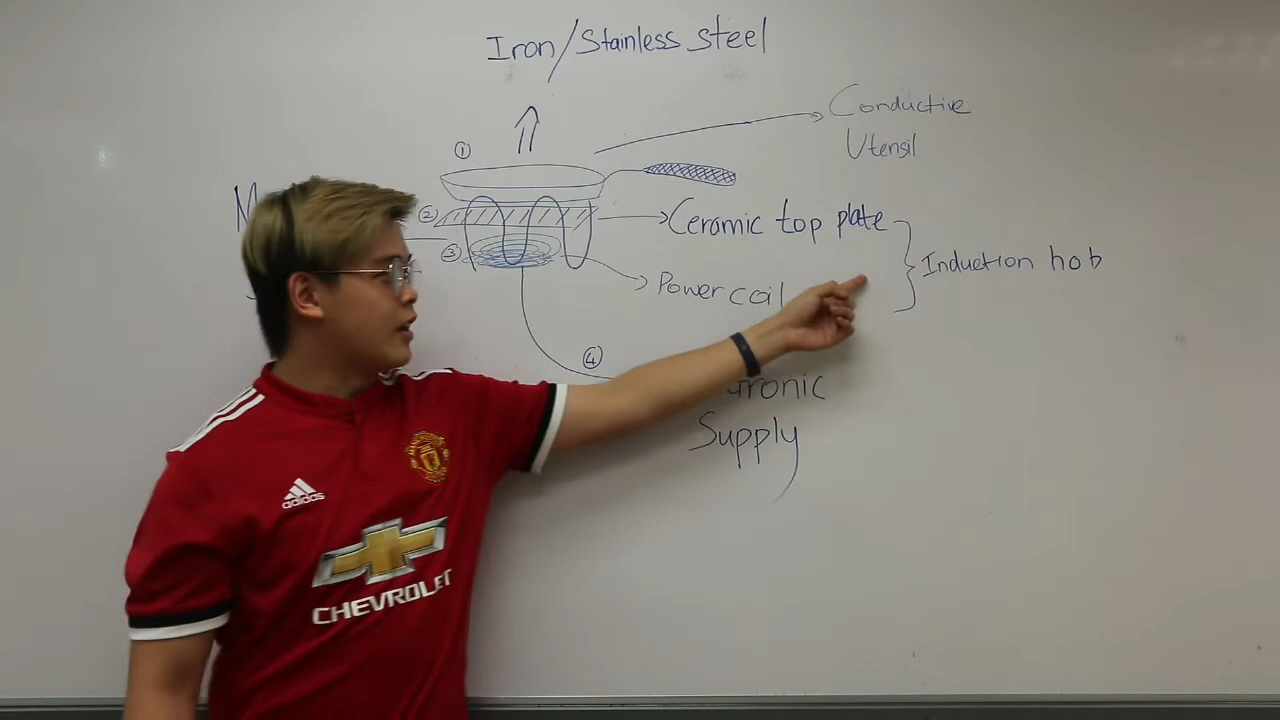 Iron/Stainless steel
Conductive
Utensil
①
②
Ceramic top plate
③
Induction hob
Power coil
④
Supply
adidas
CHEVROLET